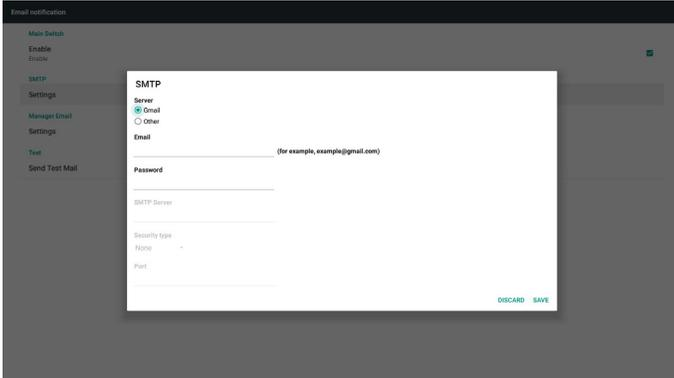 Email notification
Main Switch
Enable
Enable
SMTP
Settings
Manager Email
Settings
Test
Send Test Mail
SMTP
Server
Gmail
Other
Email
(for example, example@gmail.com)
Password
SMTP Server
Security type
None
Port
DISCARD SAVE